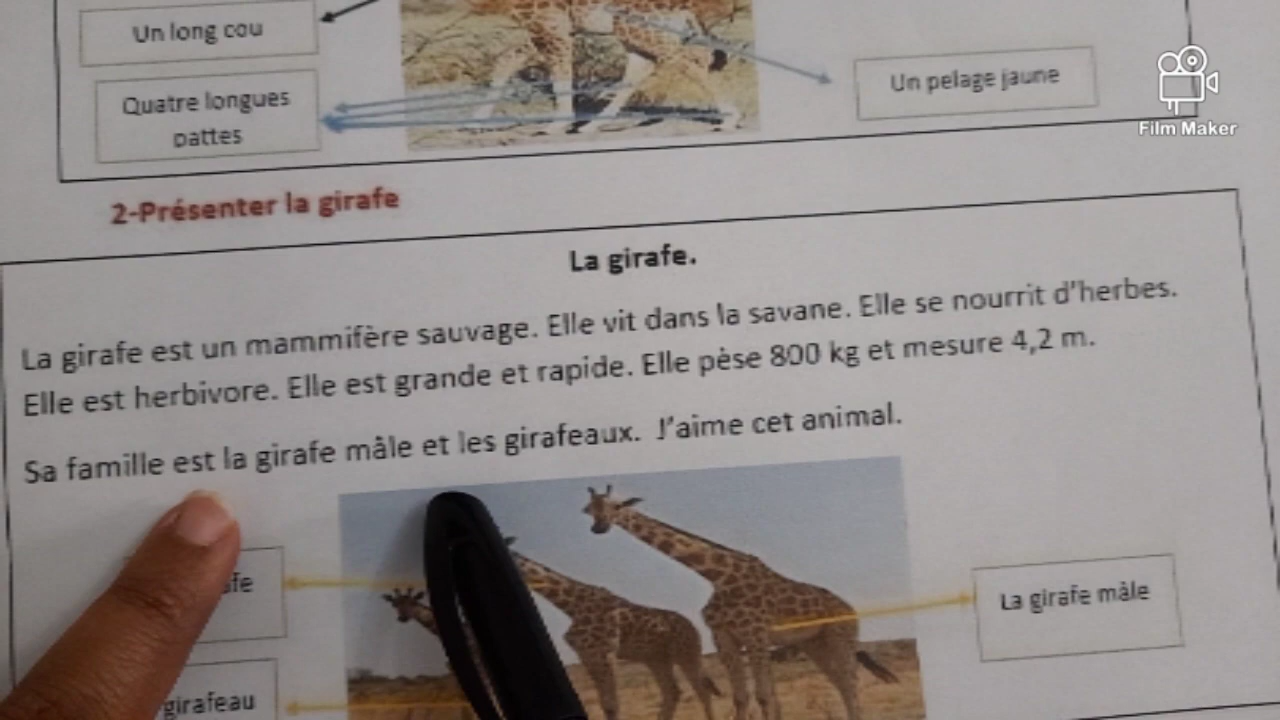 Un long cou
Quatre longues
pattes
Un pelage jaune
Film Maker
2-Présenter la girafe
La girafe.
La girafe est un mammifère sauvage. Elle vit dans la savane. Elle se nourrit d'herbes.
Elle est herbivore. Elle est grande et rapide. Elle pèse 800 kg et mesure 4,2 m.
Sa famille est la girafe mâle et les girafeaux. J'aime cet animal.
La girafe mâle
girafeau